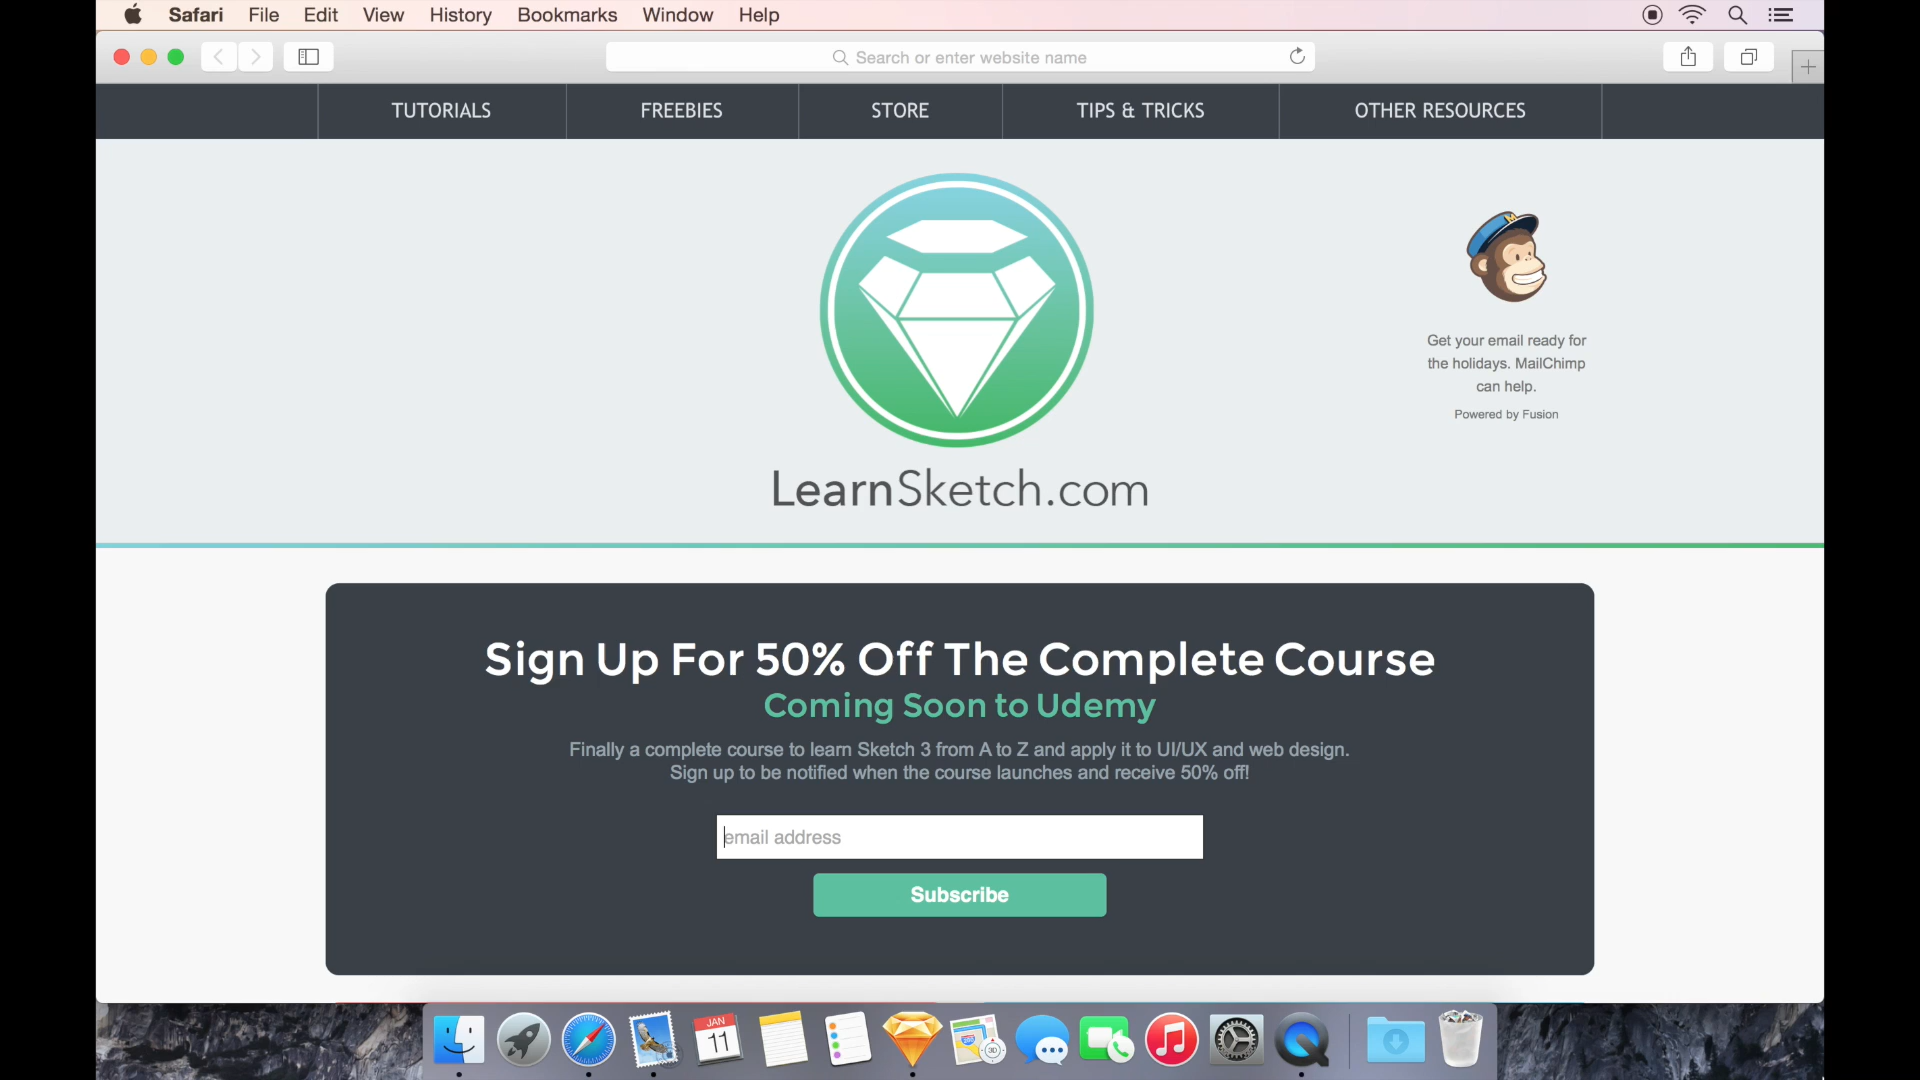 Safari File Edit View History Bookmarks Window Help
Search or enter website name
TUTORIALS FREEBIES STORE TIPS & TRICKS OTHER RESOURCES
Get your email ready for
the holidays. MailChimp
can help.
Powered by Fusion
LearnSketch.com
Sign Up For 50% Off The Complete Course
Coming Soon to Udemy
Finally a complete course to learn Sketch 3 from A to Z and apply it to UI/UX and web design.
Sign up to be notified when the course launches and receive 50% off!
email address
Subscribe
JAN
11
3D